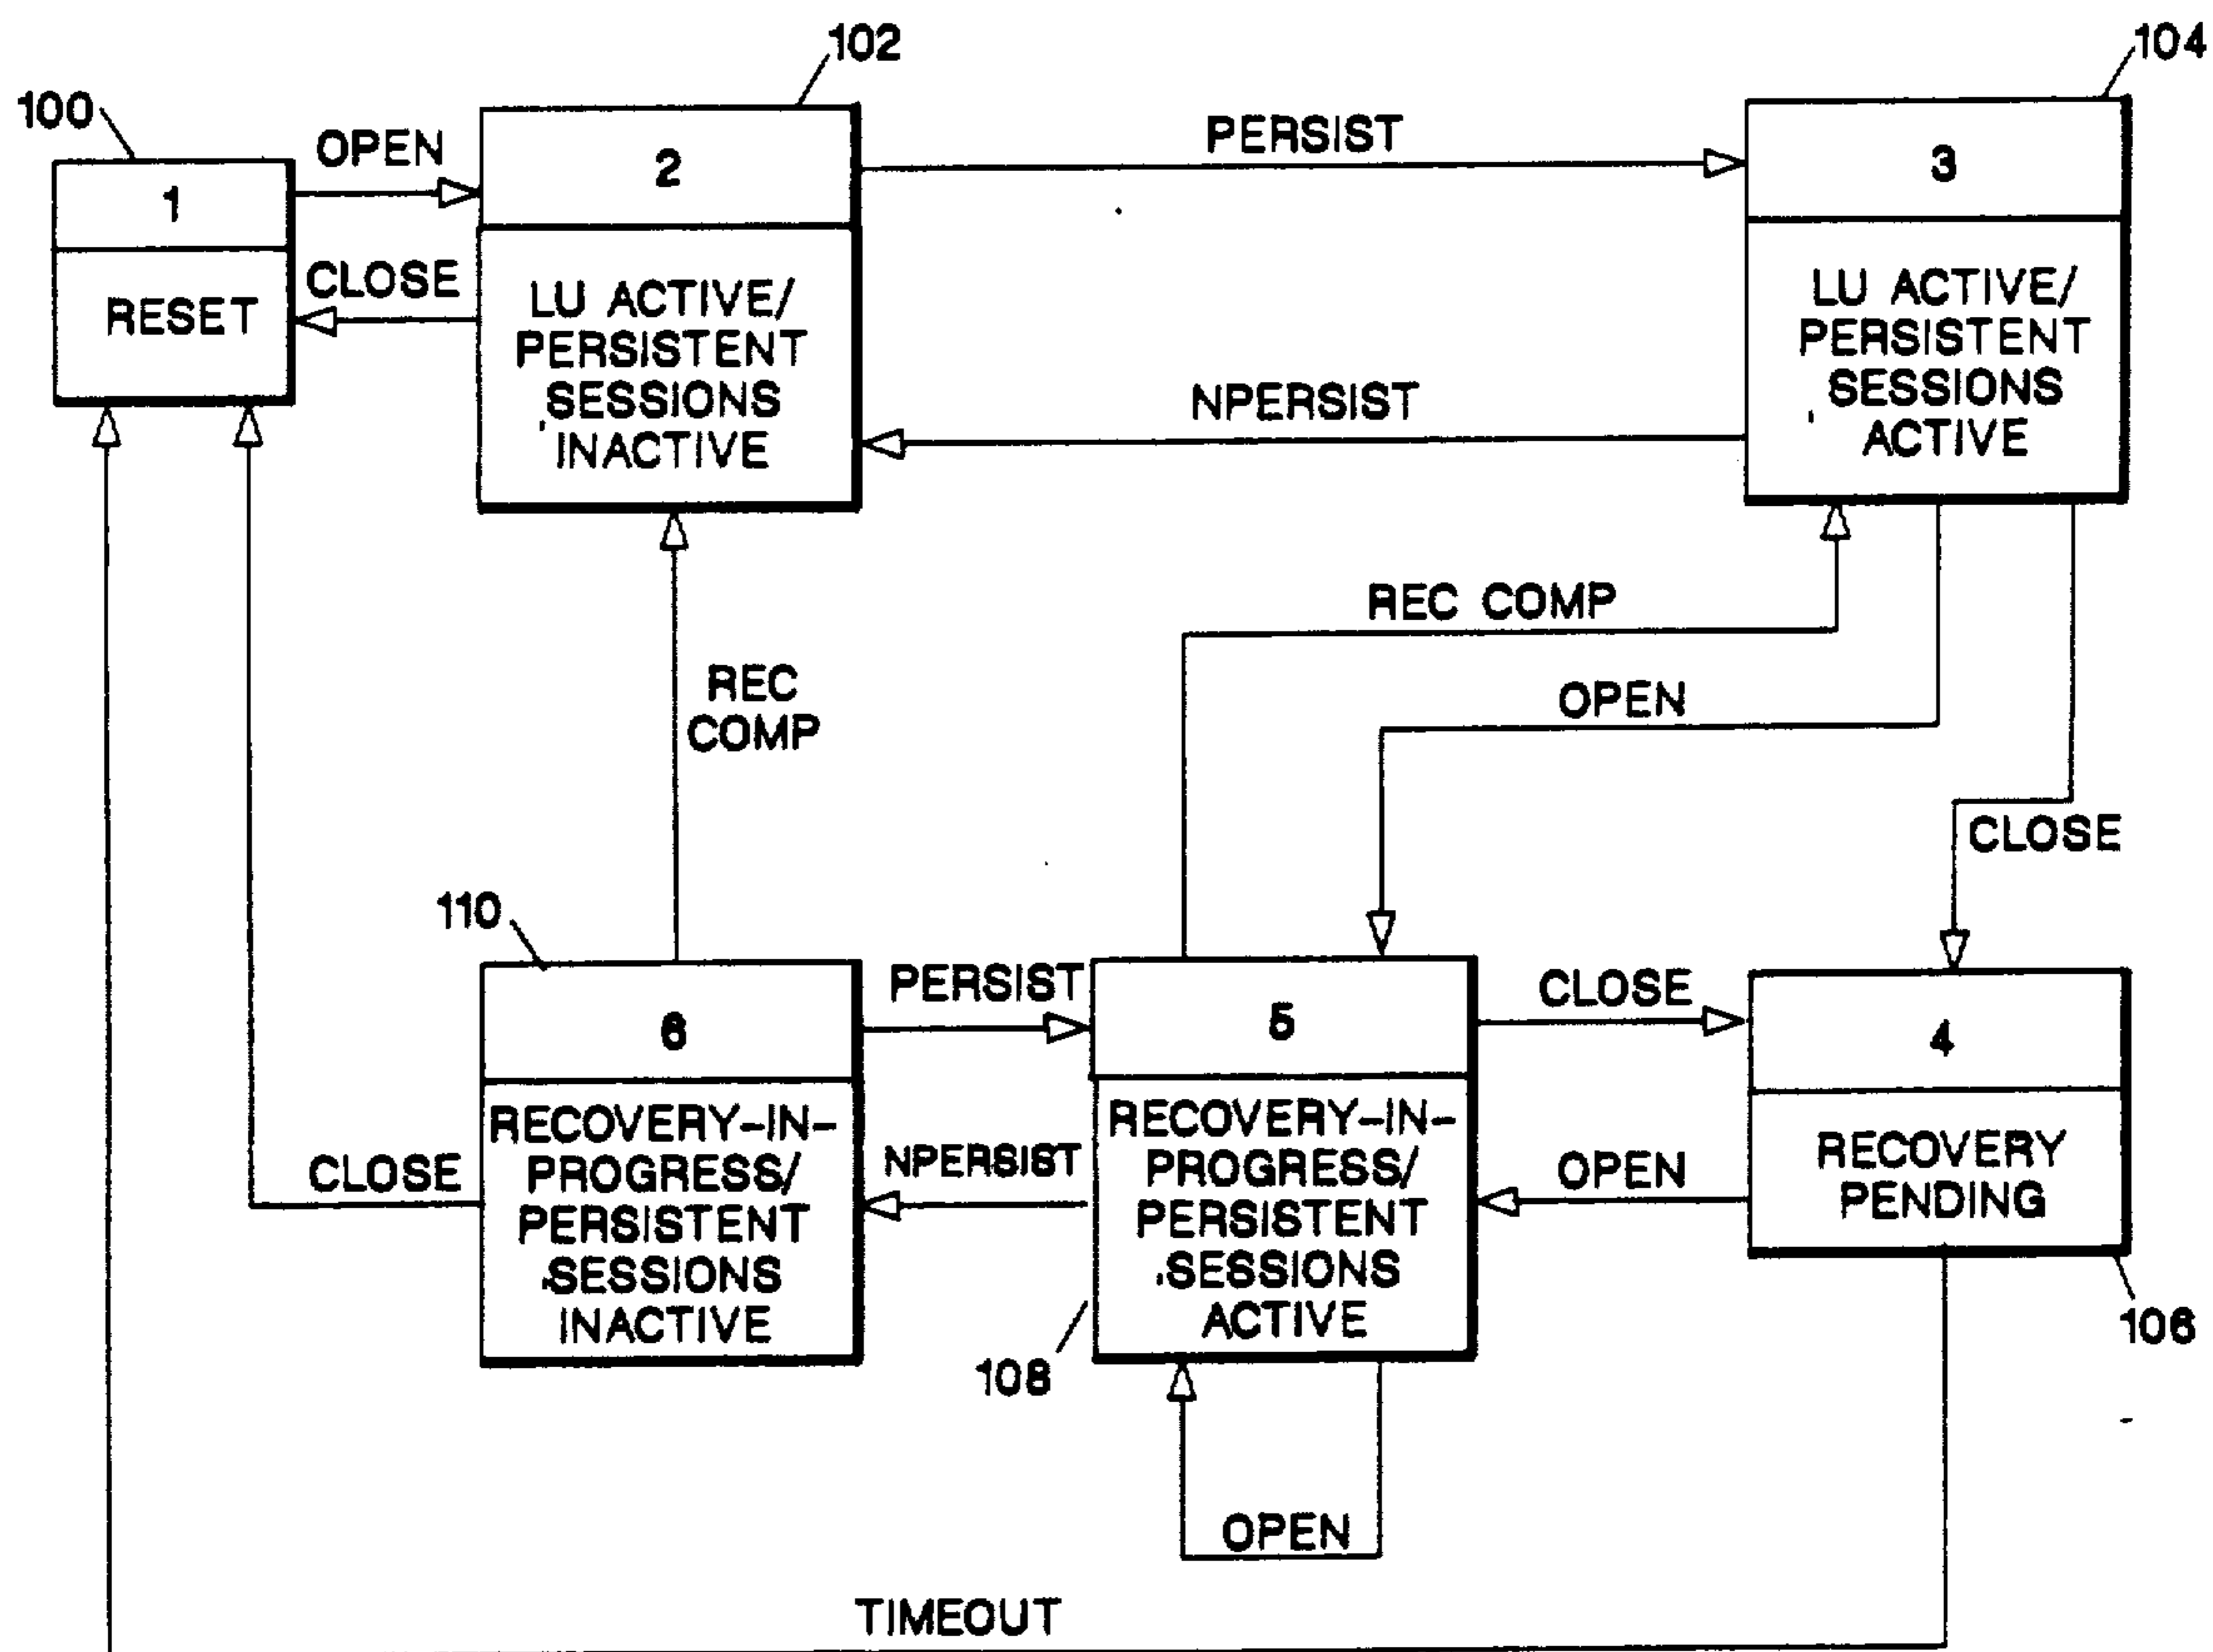 102
104
100
OPEN
PERSIST
1
2
3
CLOSE
RESET
LU ACTIVE/
PERSISTENT
SESSIONS
INACTIVE
NPERSIST
LU ACTIVE/
PERSISTENT
SESSIONS
ACTIVE
REC COMP
REC
COMP
OPEN
CLOSE
110
PERSIST
CLOSE
6
5
4
RECOVERY-IN-
PROGRESS/
PERSISTENT
SESSIONS
INACTIVE
NPERSIST
RECOVERY-IN-
PROGRESS/
PERSISTENT
SESSIONS
ACTIVE
OPEN
RECOVERY
PENDING
CLOSE
108
106
OPEN
TIMEOUT